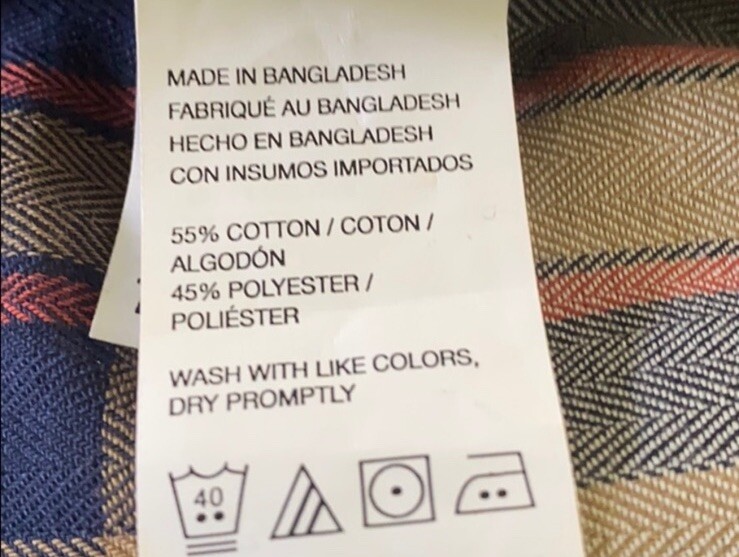 MADE IN BANGLADESH
FABRIQUÉ AU BANGLADESH
HECHO EN BANGLADESH
CON INSUMOS IMPORTADOS
55% COTTON / COTON /
ALGODÓN
45% POLYESTER /
POLIÉSTER
WASH WITH LIKE COLORS,
DRY PROMPTLY
40